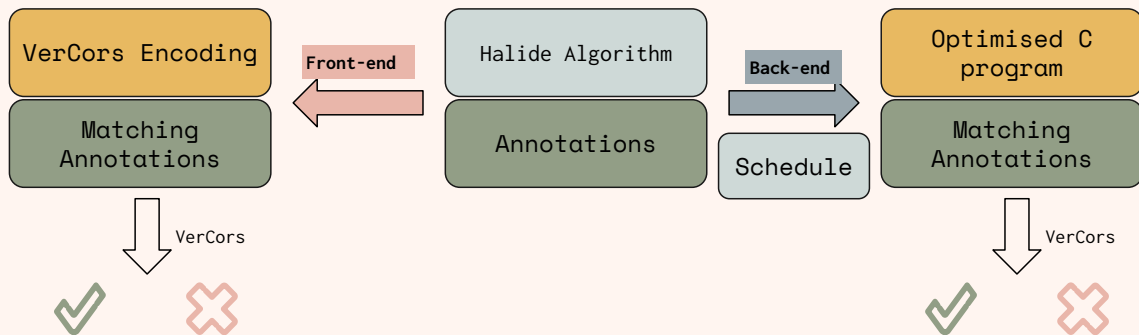 VerCors Encoding
Matching
Annotations
VerCors
Front-end
Halide Algorithm
Annotations
Back-end
Schedule
Optimised C
program
Matching
Annotations
VerCors